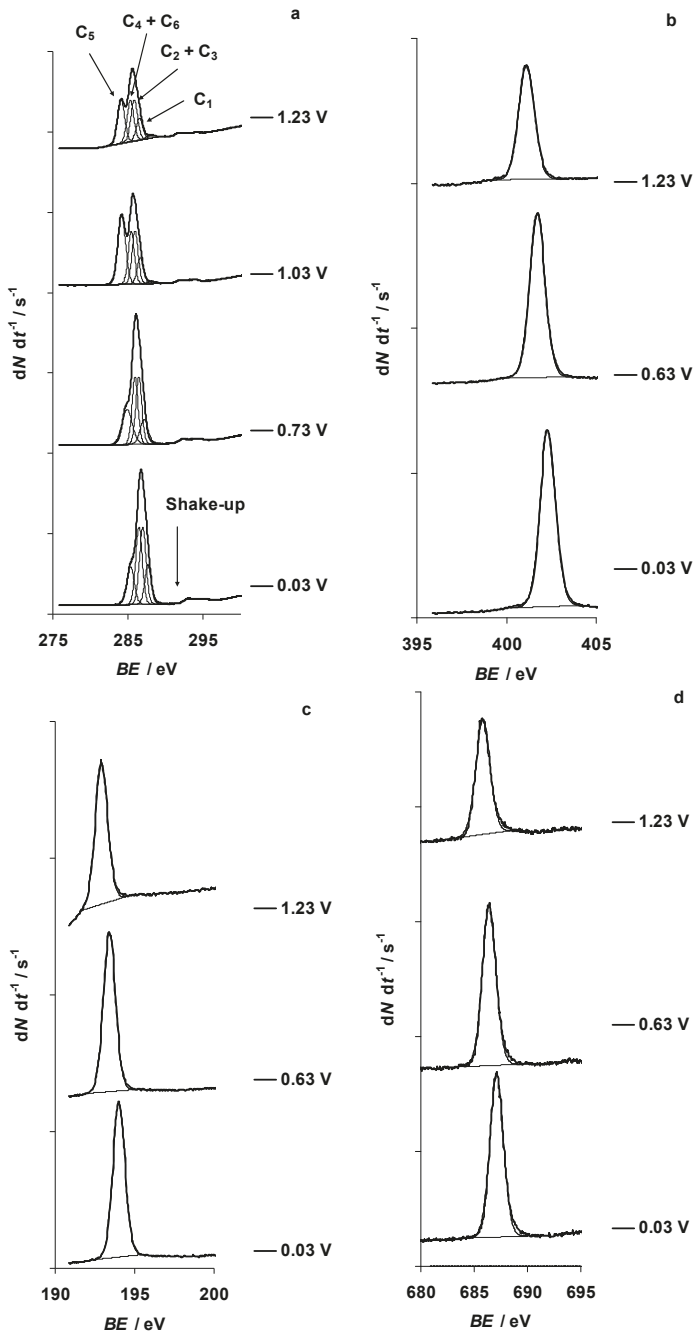 a
C₅
C₄ + C₆
C₂ + C₃
C₁
1.23 V
1.03 V
0.73 V
Shake-up
0.03 V
dN dt⁻¹ / s⁻¹
275 285 295
BE / eV
b
1.23 V
0.63 V
0.03 V
dN dt⁻¹ / s⁻¹
395 400 405
BE / eV
c
1.23 V
0.63 V
0.03 V
dN dt⁻¹ / s⁻¹
190 195 200
BE / eV
d
1.23 V
0.63 V
0.03 V
dN dt⁻¹ / s⁻¹
680 685 690 695
BE / eV